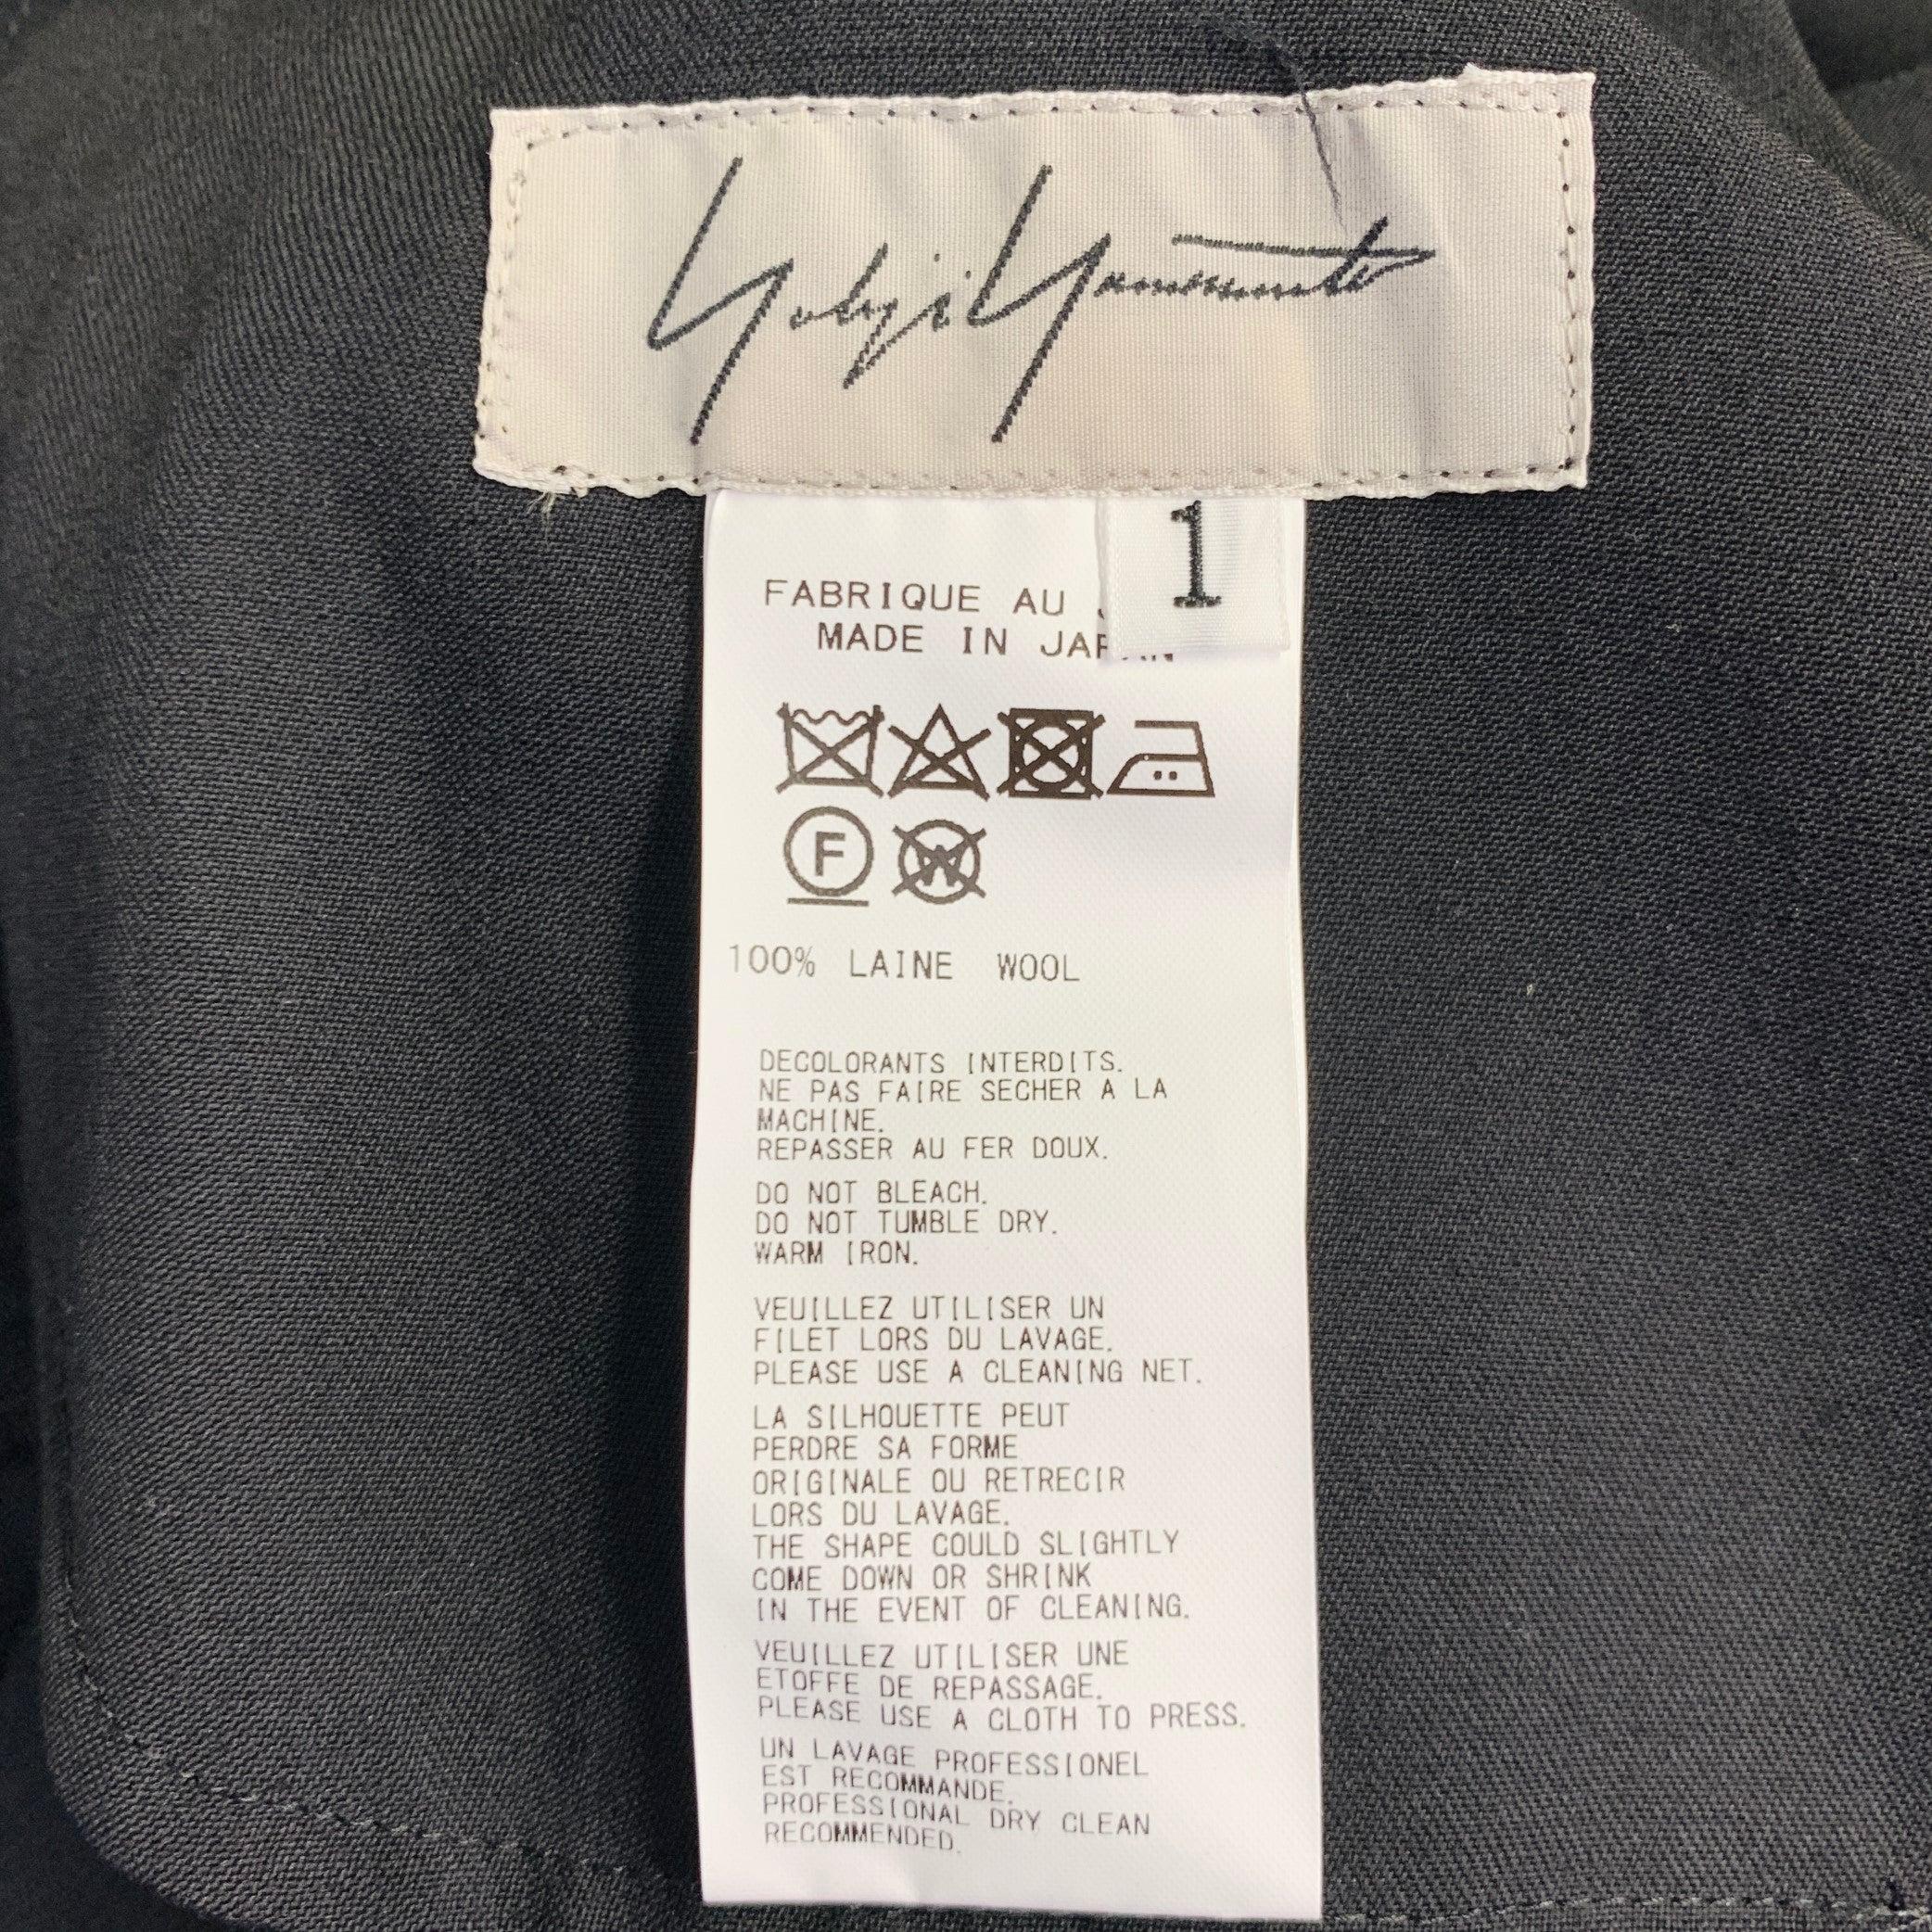 Yohji Yamamoto
1
FABRIQUE AU
MADE IN JAPAN
F
W
100% LAINE WOOL
DECOLORANTS INTERDITS.
NE PAS FAIRE SECHER A LA
MACHINE.
REPASSER AU FER DOUX.
DO NOT BLEACH.
DO NOT TUMBLE DRY.
WARM IRON.
VEUILLEZ UTILISER UN
FILET LORS DU LAVAGE.
PLEASE USE A CLEANING NET.
LA SILHOUETTE PEUT
PERDRE SA FORME
ORIGINALE OU RETRECIR
LORS DU LAVAGE.
THE SHAPE COULD SLIGHTLY
COME DOWN OR SHRINK
IN THE EVENT OF CLEANING.
VEUILLEZ UTILISER UNE
ETOFFE DE REPASSAGE.
PLEASE USE A CLOTH TO PRESS.
UN LAVAGE PROFESSIONEL
EST RECOMMANDE.
PROFESSIONAL DRY CLEAN
RECOMMENDED.